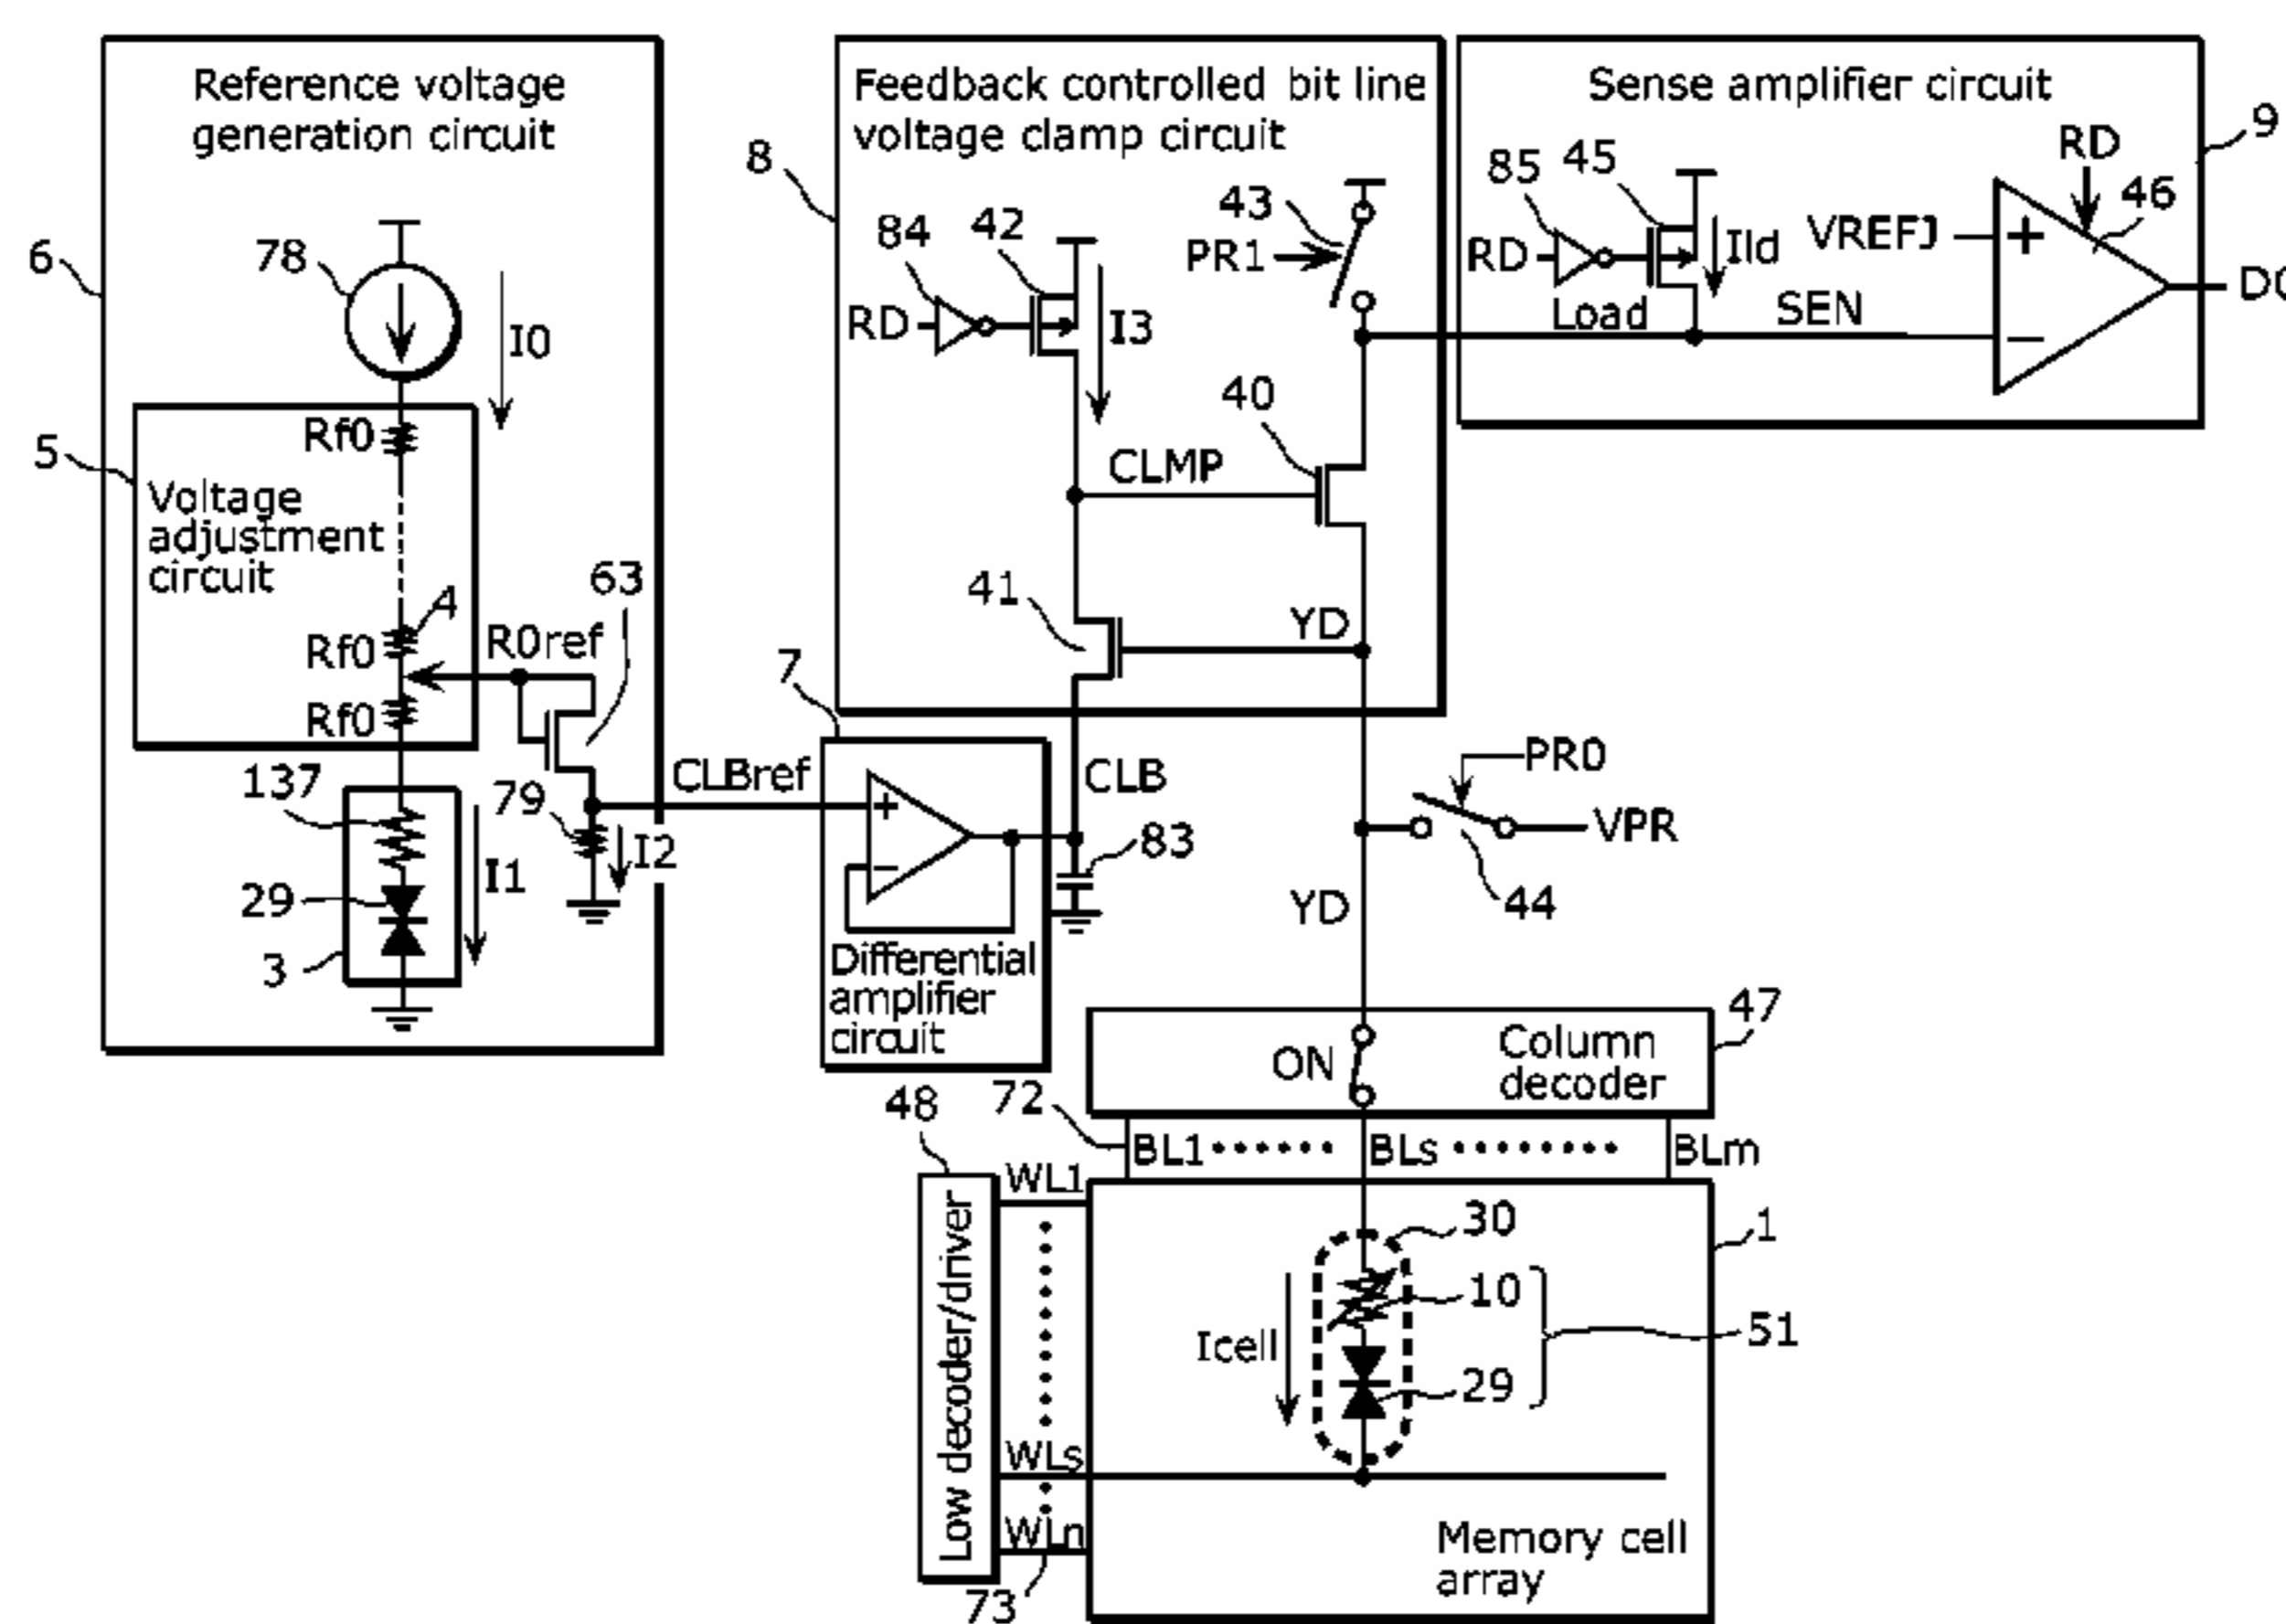 Reference voltage
generation circuit
6
78
I0
5
Rf0
Voltage
adjustment
circuit
4
Rf0
R0ref
63
Rf0
137
79
I2
29
I1
3
CLBref
7
+
−
CLB
83
Differential
amplifier
circuit
Feedback controlled bit line
voltage clamp circuit
8
84
42
RD
I3
43
PR1
40
CLMP
41
YD
Sense amplifier circuit
9
85
45
RD
Ild
Load
SEN
VREFJ
RD
46
+
−
PR0
VPR
44
YD
47
ON
Column
decoder
72
BL1
BLs
BLm
48
Low decoder/driver
WL1
WLs
WLn
73
1
30
10
51
Icell
29
Memory cell
array